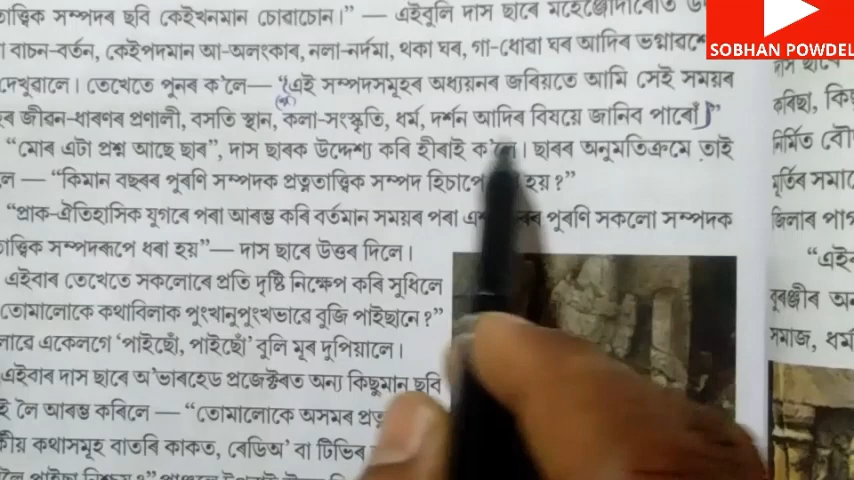 তাত্ত্বিক সম্পদৰ ছবি কেইখনমান চোৱাচোন।” — এইবুলি দাস ছাৰে মহেঞ্জোদাৰোত
বাচন-বৰ্তন, কেইপদমান আ-অলংকাৰ, নলা-নৰ্দমা, থকা ঘৰ, গা-ধোৱা ঘৰ আদিৰ
দেখুৱালে। তেখেতে পুনৰ ক’লে— “এই সম্পদসমূহৰ অধ্যয়নৰ জৰিয়তে আমি সেই সময়ৰ
জীৱন-ধাৰণৰ প্ৰণালী, বসতি স্থান, কলা-সংস্কৃতি, ধৰ্ম, দৰ্শন আদিৰ বিষয়ে জানিব পাৰোঁ।”
“মোৰ এটা প্ৰশ্ন আছে ছাৰ”, দাস ছাৰক উদ্দেশ্য কৰি হীৰাই ক’লে। ছাৰৰ অনুমতিক্ৰমে তাই
— “কিমান বছৰৰ পুৰণি সম্পদক প্ৰত্নতাত্ত্বিক সম্পদ হিচাপে হয়?”
“প্ৰাক-ঐতিহাসিক যুগৰে পৰা আৰম্ভ কৰি বৰ্তমান সময়ৰ পৰা পুৰণি সকলো সম্পদক
তাত্ত্বিক সম্পদৰূপে ধৰা হয়”— দাস ছাৰে উত্তৰ দিলে।
এইবাৰ তেখেতে সকলোৰে প্ৰতি দৃষ্টি নিক্ষেপ কৰি সুধিলে
তোমালোকে কথাবিলাক পুংখানুপুংখভাৱে বুজি পাইছানে?”
একেলগে ‘পাইছোঁ, পাইছোঁ’ বুলি মূৰ দুপিয়ালে।
এইবাৰ দাস ছাৰে অ’ভাৰহেড প্ৰজেক্টৰত অন্য কিছুমান ছবি
লৈ আৰম্ভ কৰিলে — “তোমালোকে অসমৰ
কথাসমূহ বাতৰি কাকত, ৰেডিঅ’ বা টিভিৰ
SOBHAN POWDEL
কৰিছা,
নিৰ্মিত
মূৰ্তিৰ
জিলাৰ
“এই
বুৰঞ্জীৰ
সমাজ, ধৰ্ম